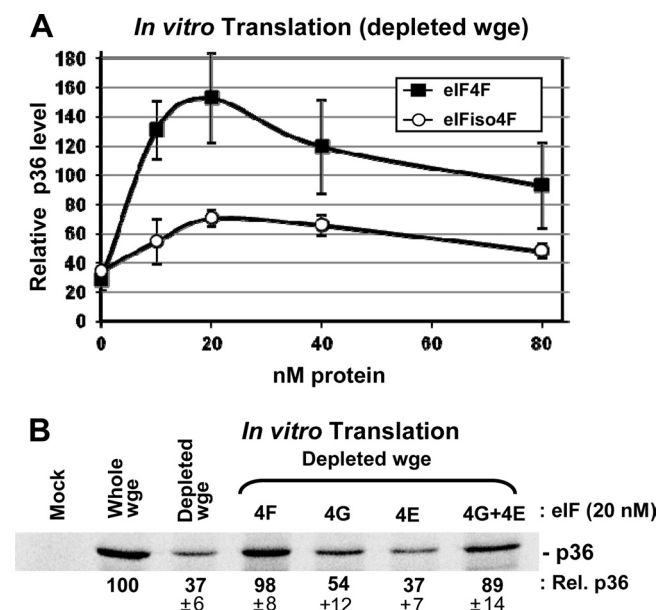 A
In vitro Translation (depleted wge)
180
160
140
120
100
80
60
40
20
0
Relative p36 level
eIF4F
eIFiso4F
0 20 40 60 80
nM protein
B
In vitro Translation
Depleted wge
Mock
Whole wge
Depleted wge
4F 4G 4E 4G+4E : eIF (20 nM)
- p36
100 37 98 54 37 89 : Rel. p36
±6 ±8 +12 +7 ±14